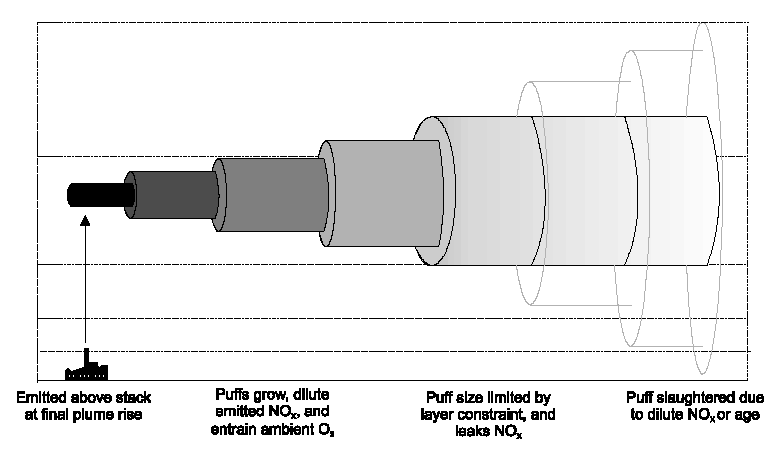 Emitted above stack
at final plume rise
Puffs grow, dilute
emitted NOₓ, and
entrain ambient O₃
Puff size limited by
layer constraint, and
leaks NOₓ
Puff slaughtered due
to dilute NOₓ or age